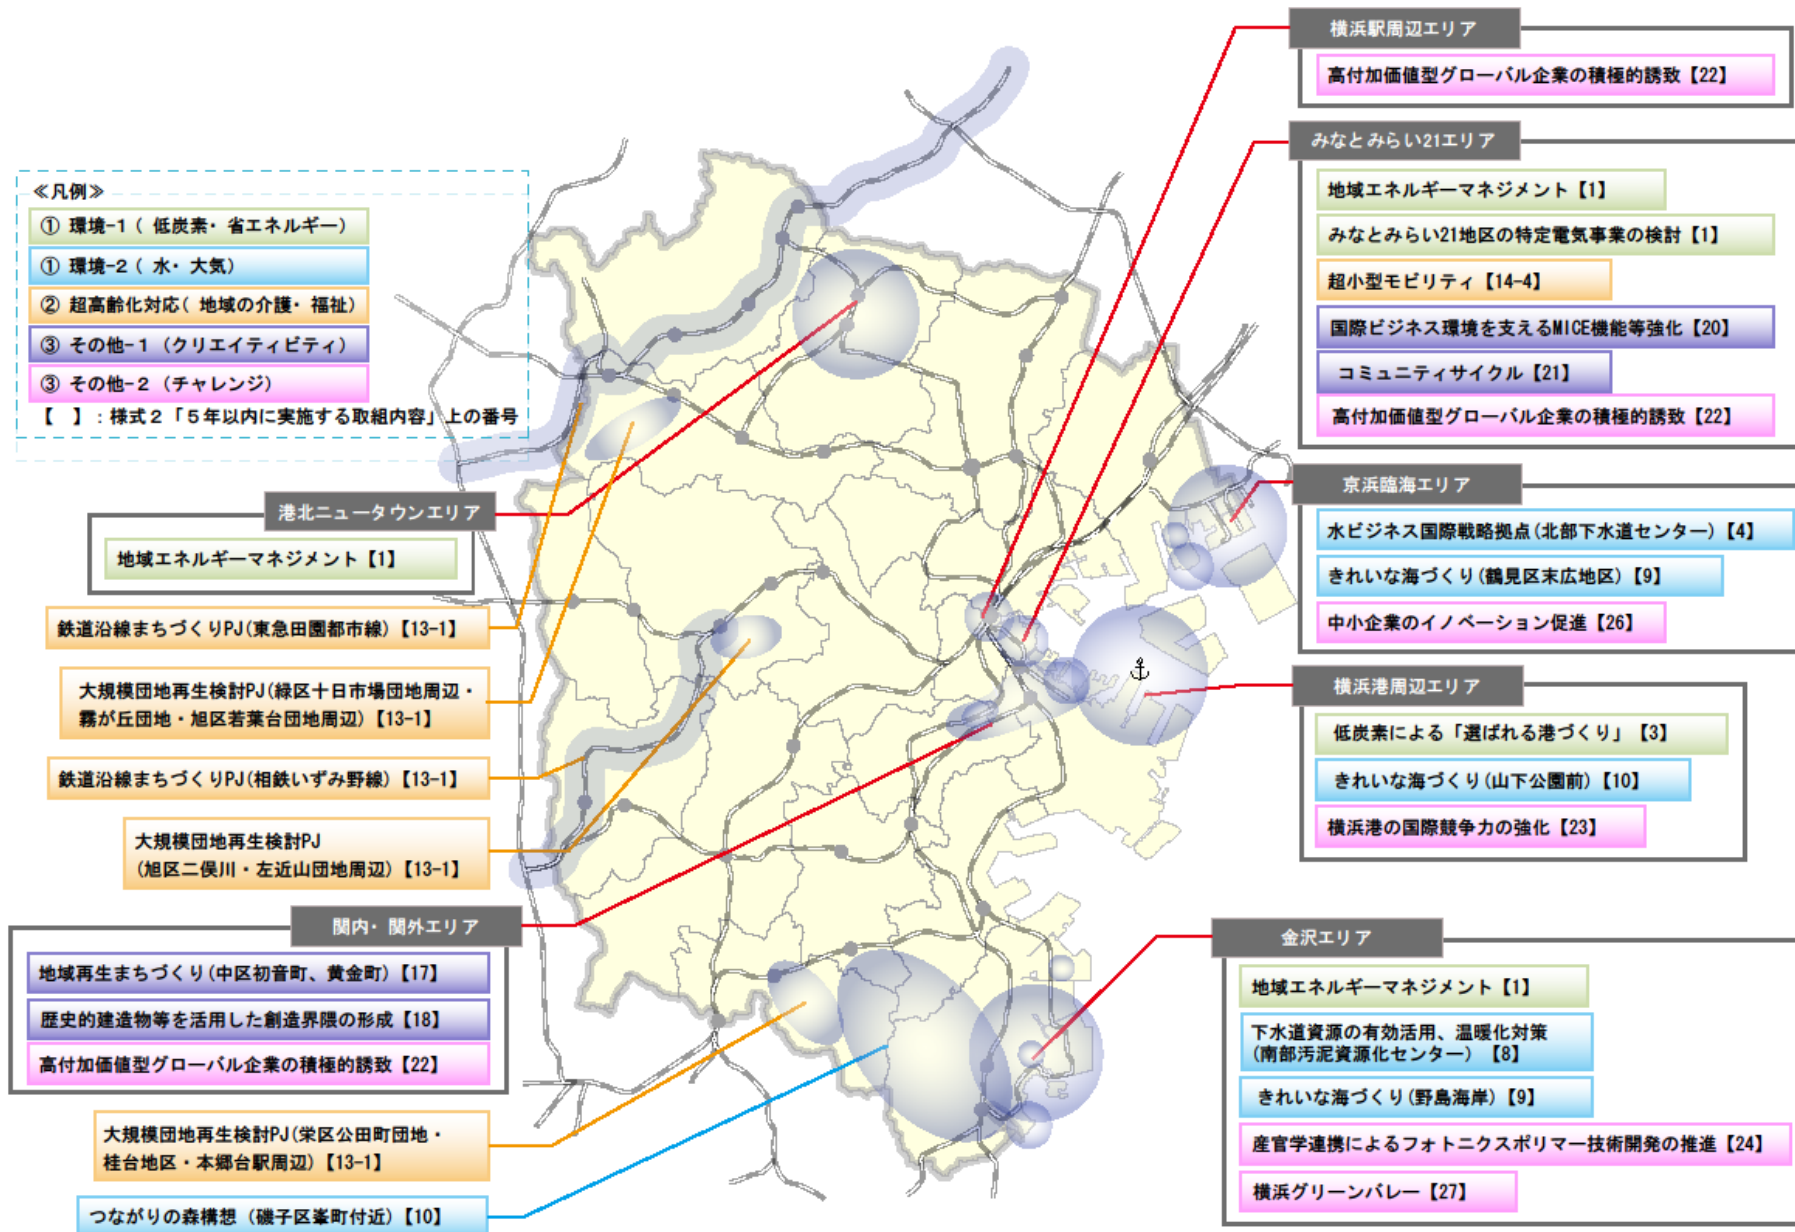 ≪凡例≫
① 環境-1（ 低炭素・ 省エネルギー）
① 環境-2（ 水・ 大気）
② 超高齢化対応（ 地域の介護・ 福祉）
③ その他-1（クリエイティビティ）
③ その他-2（チャレンジ）
【　】：様式２「５年以内に実施する取組内容」上の番号
港北ニュータウンエリア
地域エネルギーマネジメント【1】
鉄道沿線まちづくりPJ(東急田園都市線)【13-1】
大規模団地再生検討PJ(緑区十日市場団地周辺・
霧が丘団地・旭区若葉台団地周辺)【13-1】
鉄道沿線まちづくりPJ(相鉄いずみ野線)【13-1】
大規模団地再生検討PJ
(旭区二俣川・左近山団地周辺)【13-1】
関内・ 関外エリア
地域再生まちづくり(中区初音町、黄金町)【17】
歴史的建造物等を活用した創造界隈の形成【18】
高付加価値型グローバル企業の積極的誘致【22】
大規模団地再生検討PJ(栄区公田町団地・
桂台地区・本郷台駅周辺)【13-1】
つながりの森構想（磯子区峯町付近)【10】
横浜駅周辺エリア
高付加価値型グローバル企業の積極的誘致【22】
みなとみらい21エリア
地域エネルギーマネジメント【1】
みなとみらい21地区の特定電気事業の検討【1】
超小型モビリティ【14-4】
国際ビジネス環境を支えるMICE機能等強化【20】
コミュニティサイクル【21】
高付加価値型グローバル企業の積極的誘致【22】
京浜臨海エリア
水ビジネス国際戦略拠点(北部下水道センター)【4】
きれいな海づくり(鶴見区末広地区)【9】
中小企業のイノベーション促進【26】
横浜港周辺エリア
低炭素による「選ばれる港づくり」【3】
きれいな海づくり(山下公園前)【10】
横浜港の国際競争力の強化【23】
金沢エリア
地域エネルギーマネジメント【1】
下水道資源の有効活用、温暖化対策
(南部汚泥資源化センター)【8】
きれいな海づくり(野島海岸)【9】
産官学連携によるフォトニクスポリマー技術開発の推進【24】
横浜グリーンバレー【27】